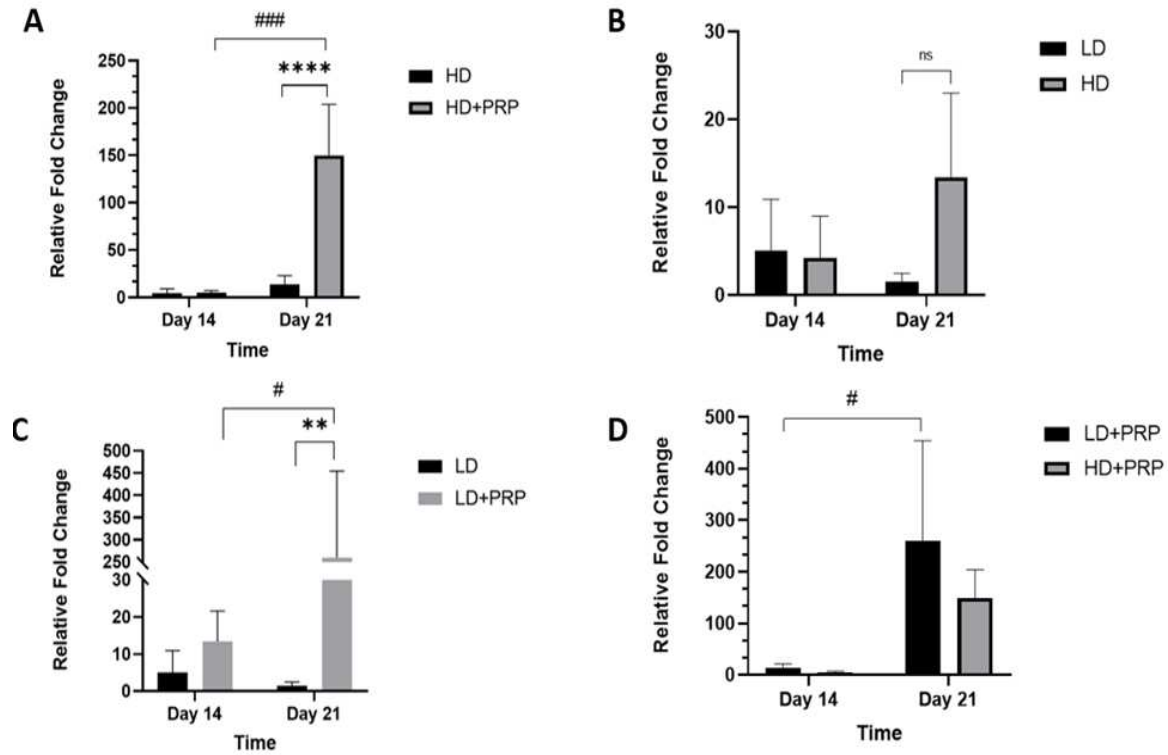 A
###
****
250
200
150
100
50
0
Relative Fold Change
Day 14
Day 21
Time
HD
HD+PRP
B
ns
30
20
10
0
Relative Fold Change
Day 14
Day 21
Time
LD
HD
C
#
**
500
450
400
350
300
250
30
20
10
0
Relative Fold Change
Day 14
Day 21
Time
LD
LD+PRP
D
#
500
400
300
200
100
0
Relative Fold Change
Day 14
Day 21
Time
LD+PRP
HD+PRP